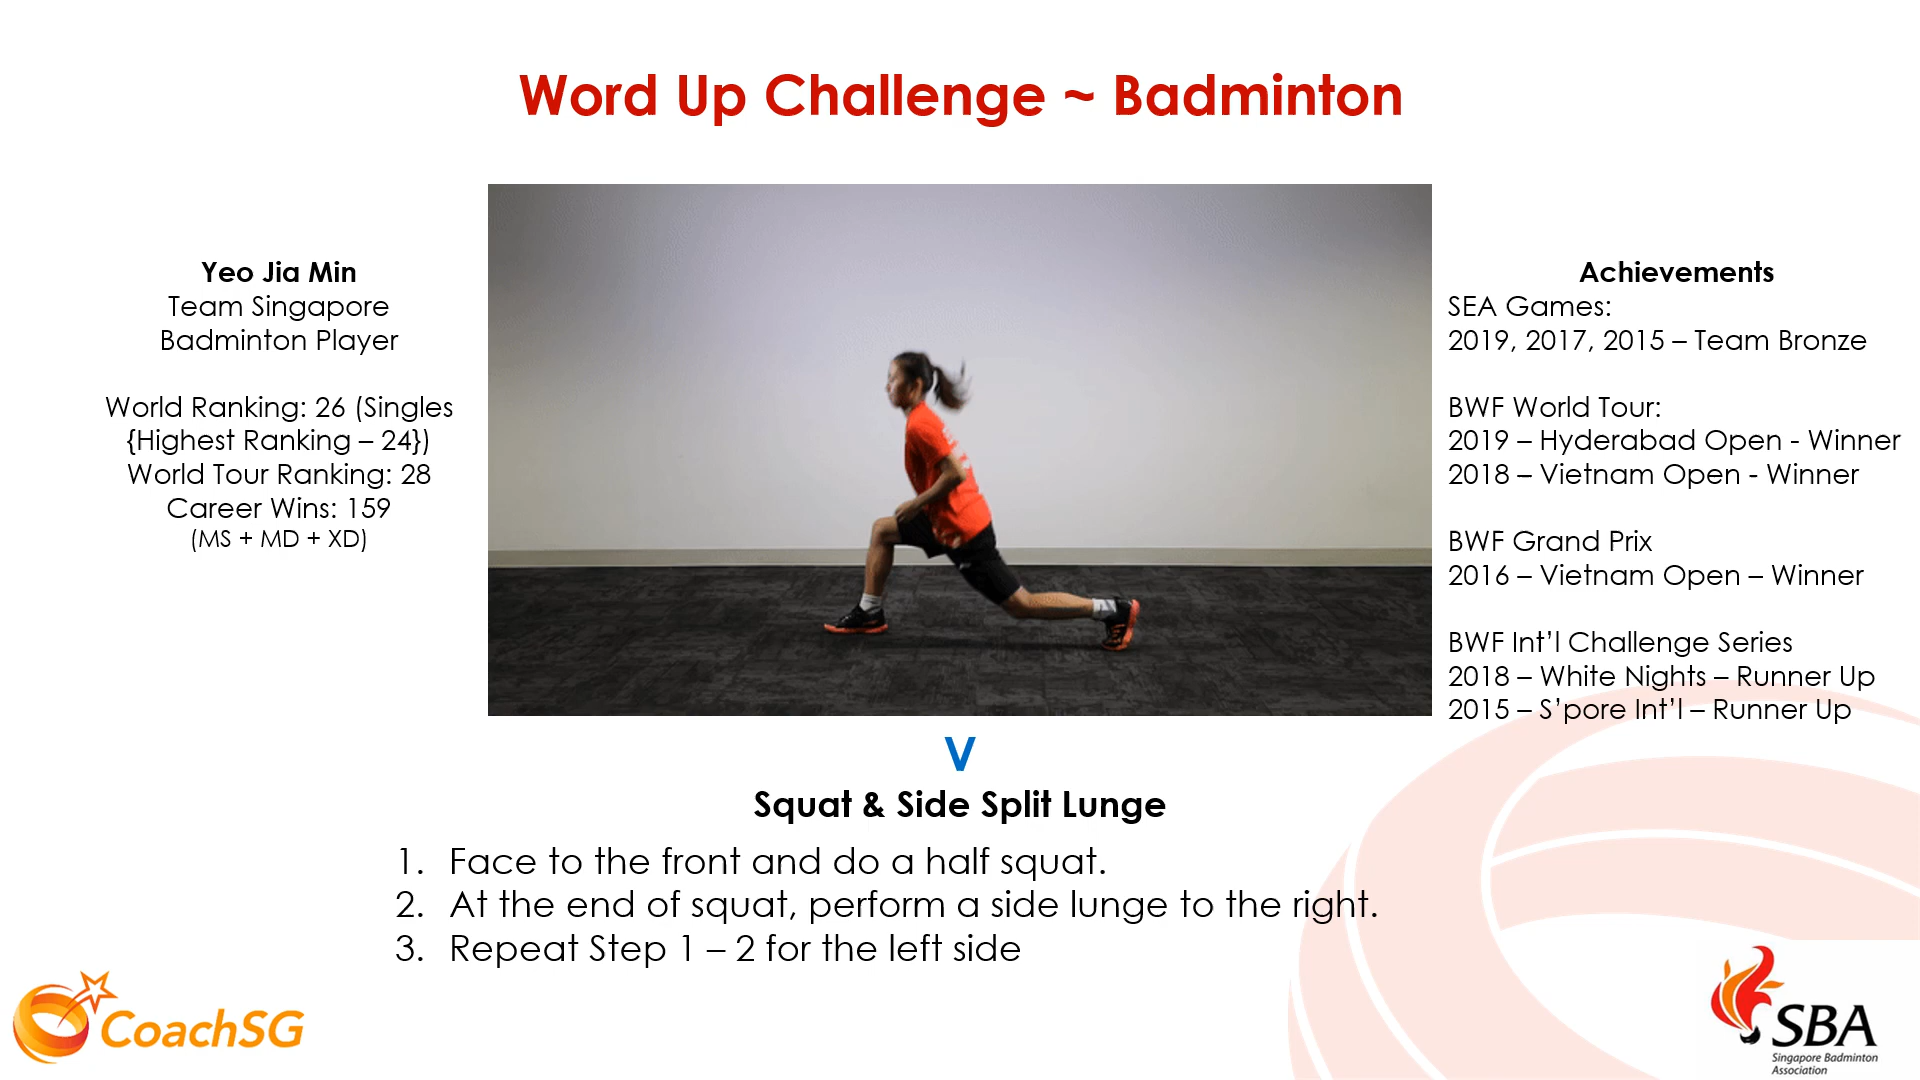 Word Up Challenge ~ Badminton
Yeo Jia Min
Team Singapore
Badminton Player
World Ranking: 26 (Singles
{Highest Ranking – 24})
World Tour Ranking: 28
Career Wins: 159
(MS + MD + XD)
Achievements
SEA Games:
2019, 2017, 2015 – Team Bronze
BWF World Tour:
2019 – Hyderabad Open - Winner
2018 – Vietnam Open - Winner
BWF Grand Prix
2016 – Vietnam Open – Winner
BWF Int’l Challenge Series
2018 – White Nights – Runner Up
2015 – S’pore Int’l – Runner Up
V
Squat & Side Split Lunge
1. Face to the front and do a half squat.
2. At the end of squat, perform a side lunge to the right.
3. Repeat Step 1 – 2 for the left side
CoachSG
SBA
Singapore Badminton
Association